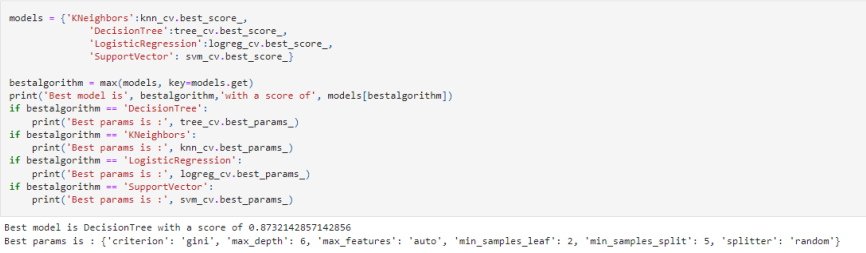 models = {'KNeighbors':knn_cv.best_score_,
              'DecisionTree':tree_cv.best_score_,
              'LogisticRegression':logreg_cv.best_score_,
              'SupportVector': svm_cv.best_score_}

bestalgorithm = max(models, key=models.get)
print('Best model is', bestalgorithm,'with a score of', models[bestalgorithm])
if bestalgorithm == 'DecisionTree':
    print('Best params is :', tree_cv.best_params_)
if bestalgorithm == 'KNeighbors':
    print('Best params is :', knn_cv.best_params_)
if bestalgorithm == 'LogisticRegression':
    print('Best params is :', logreg_cv.best_params_)
if bestalgorithm == 'SupportVector':
    print('Best params is :', svm_cv.best_params_)
Best model is DecisionTree with a score of 0.8732142857142856
Best params is : {'criterion': 'gini', 'max_depth': 6, 'max_features': 'auto', 'min_samples_leaf': 2, 'min_samples_split': 5, 'splitter': 'random'}